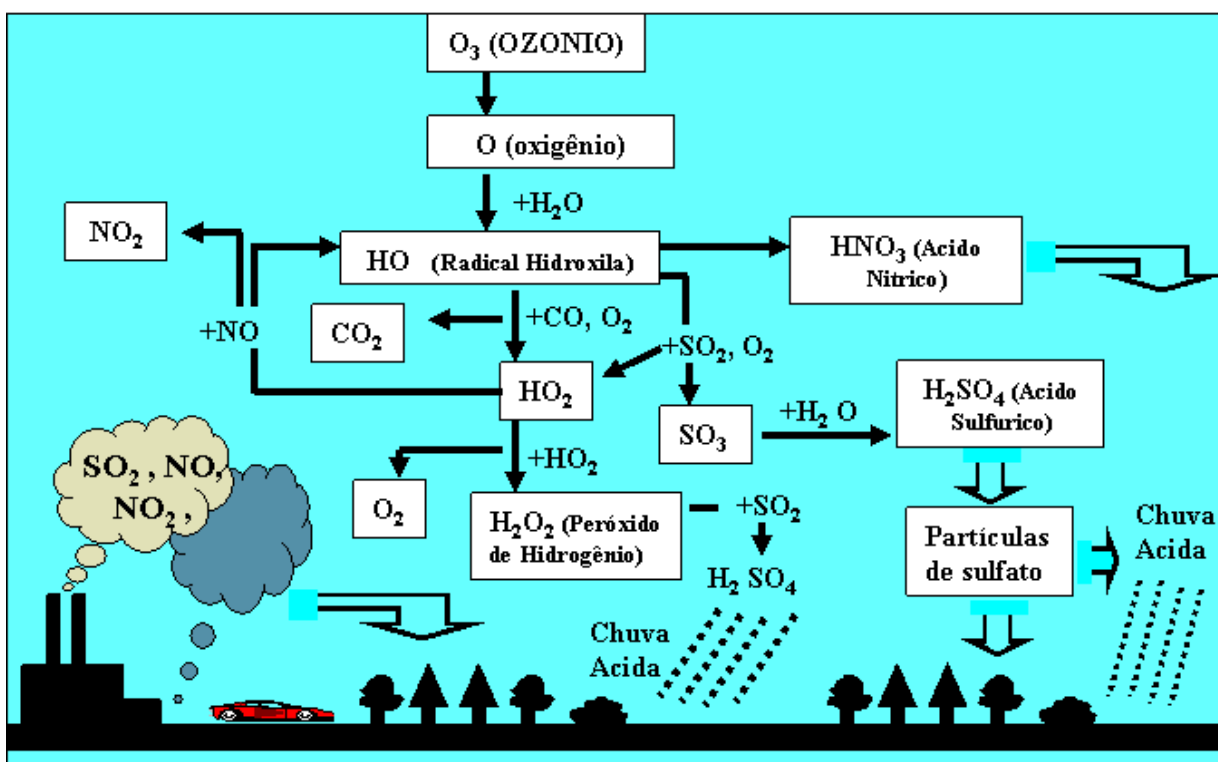 O₃ (OZONIO)
O (oxigênio)
+H₂O
NO₂
HO (Radical Hidroxila)
HNO₃ (Acido
Nitrico)
+NO
CO₂
+CO, O₂
+SO₂, O₂
HO₂
H₂SO₄ (Acido
Sulfurico)
SO₃
+H₂ O
SO₂ , NO,
NO₂ ,
+HO₂
O₂
H₂O₂ (Peróxido
de Hidrogênio)
+SO₂
H₂ SO₄
Partículas
de sulfato
Chuva
Acida
Chuva
Acida